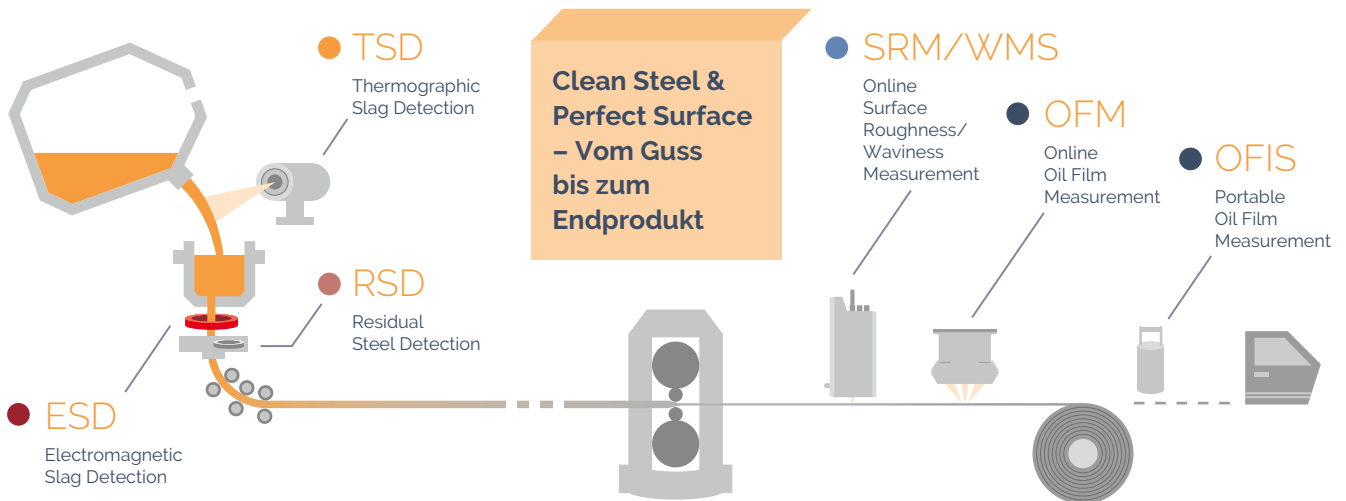 TSD
Thermographic
Slag Detection
Clean Steel &
Perfect Surface
– Vom Guss
bis zum
Endprodukt
SRM/WMS
Online
Surface
Roughness/
Waviness
Measurement
OFM
Online
Oil Film
Measurement
OFIS
Portable
Oil Film
Measurement
RSD
Residual
Steel Detection
ESD
Electromagnetic
Slag Detection